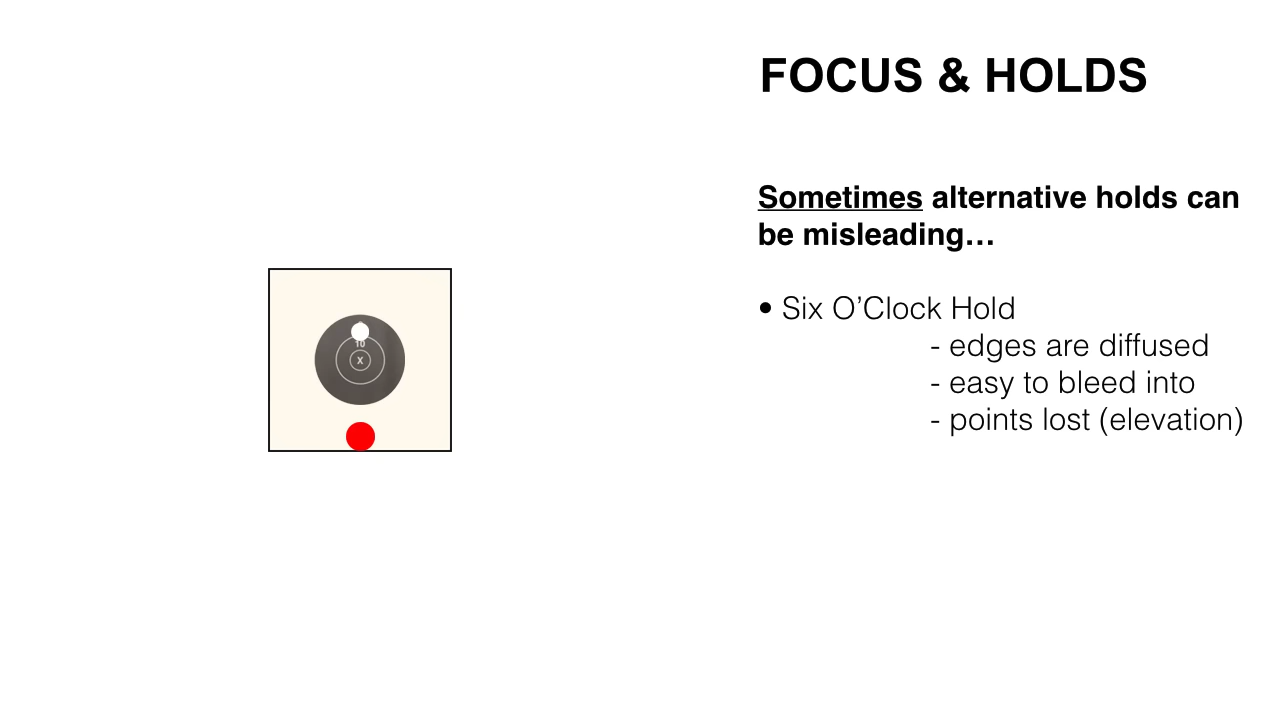 FOCUS & HOLDS
Sometimes alternative holds can
be misleading…
• Six O’Clock Hold
- edges are diffused
- easy to bleed into
- points lost (elevation)
10
X